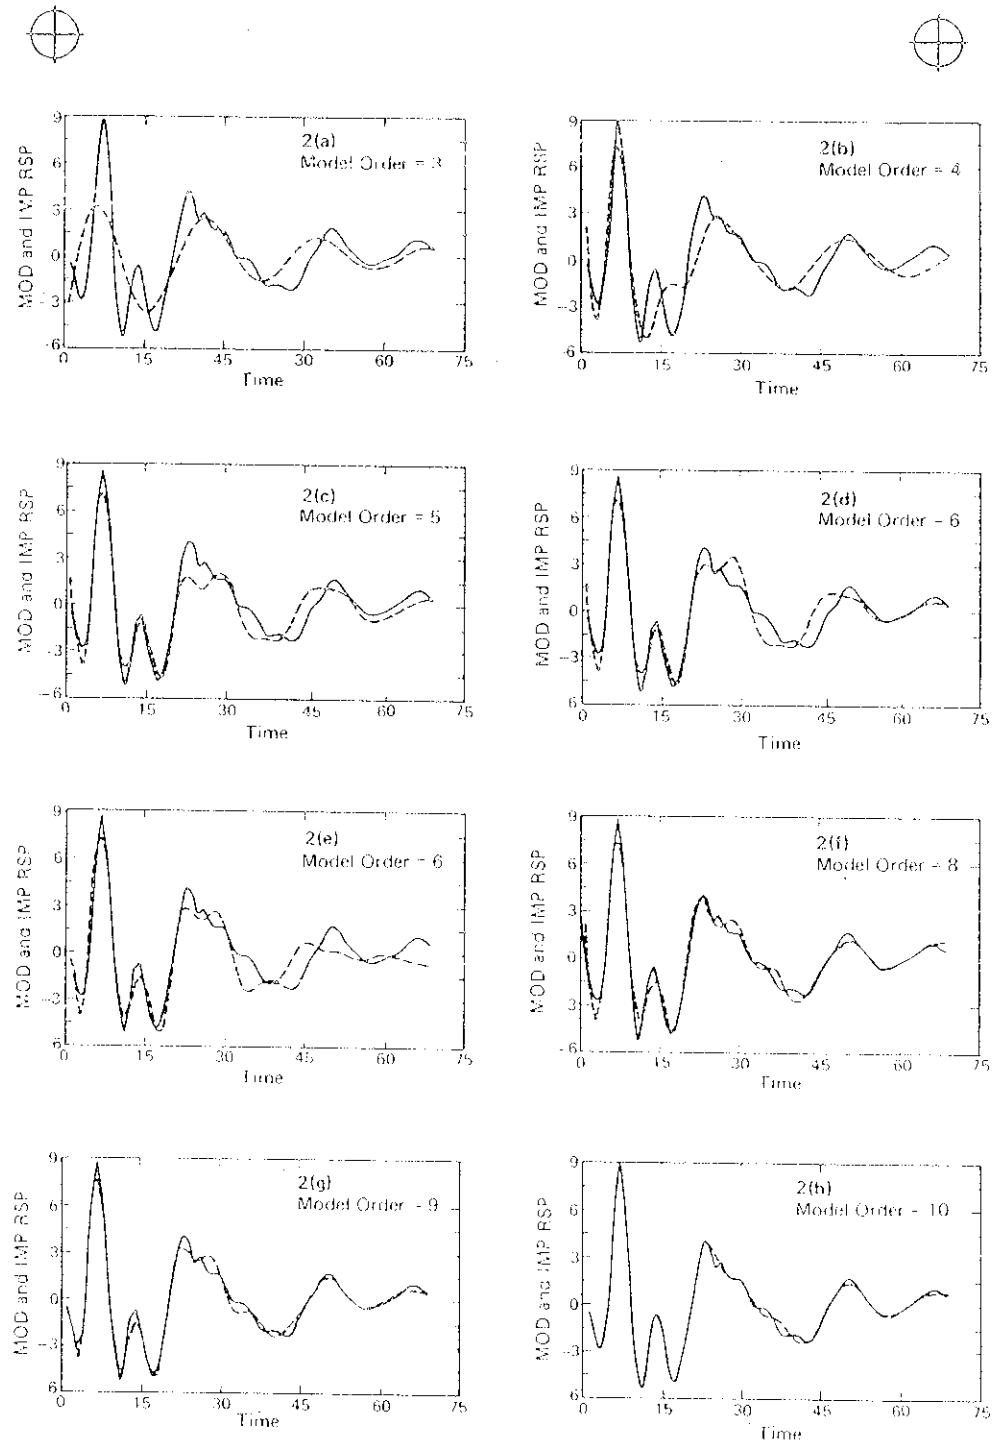 MOD and IMP RSP
9
6
3
0
-3
-6
2(a)
Model Order = 3
0 15 30 45 60 75
Time
MOD and IMP RSP
9
6
3
0
-3
-6
2(b)
Model Order = 4
0 15 30 45 60 75
Time
MOD and IMP RSP
9
6
3
0
-3
-6
2(c)
Model Order = 5
0 15 30 45 60 75
Time
MOD and IMP RSP
9
6
3
0
-3
-6
2(d)
Model Order - 6
0 15 30 45 60 75
Time
MOD and IMP RSP
9
6
3
0
-3
6
2(e)
Model Order - 6
0 15 30 45 60 75
Time
MOD and IMP RSP
9
6
3
0
3
-6
2(f)
Model Order - 8
0 15 30 45 60 75
Time
MOD and IMP RSP
9
6
3
0
-3
6
2(g)
Model Order - 9
0 15 30 45 60 75
Time
MOD and IMP RSP
9
6
3
0
-3
6
2(h)
Model Order - 10
0 15 30 45 60 75
Time